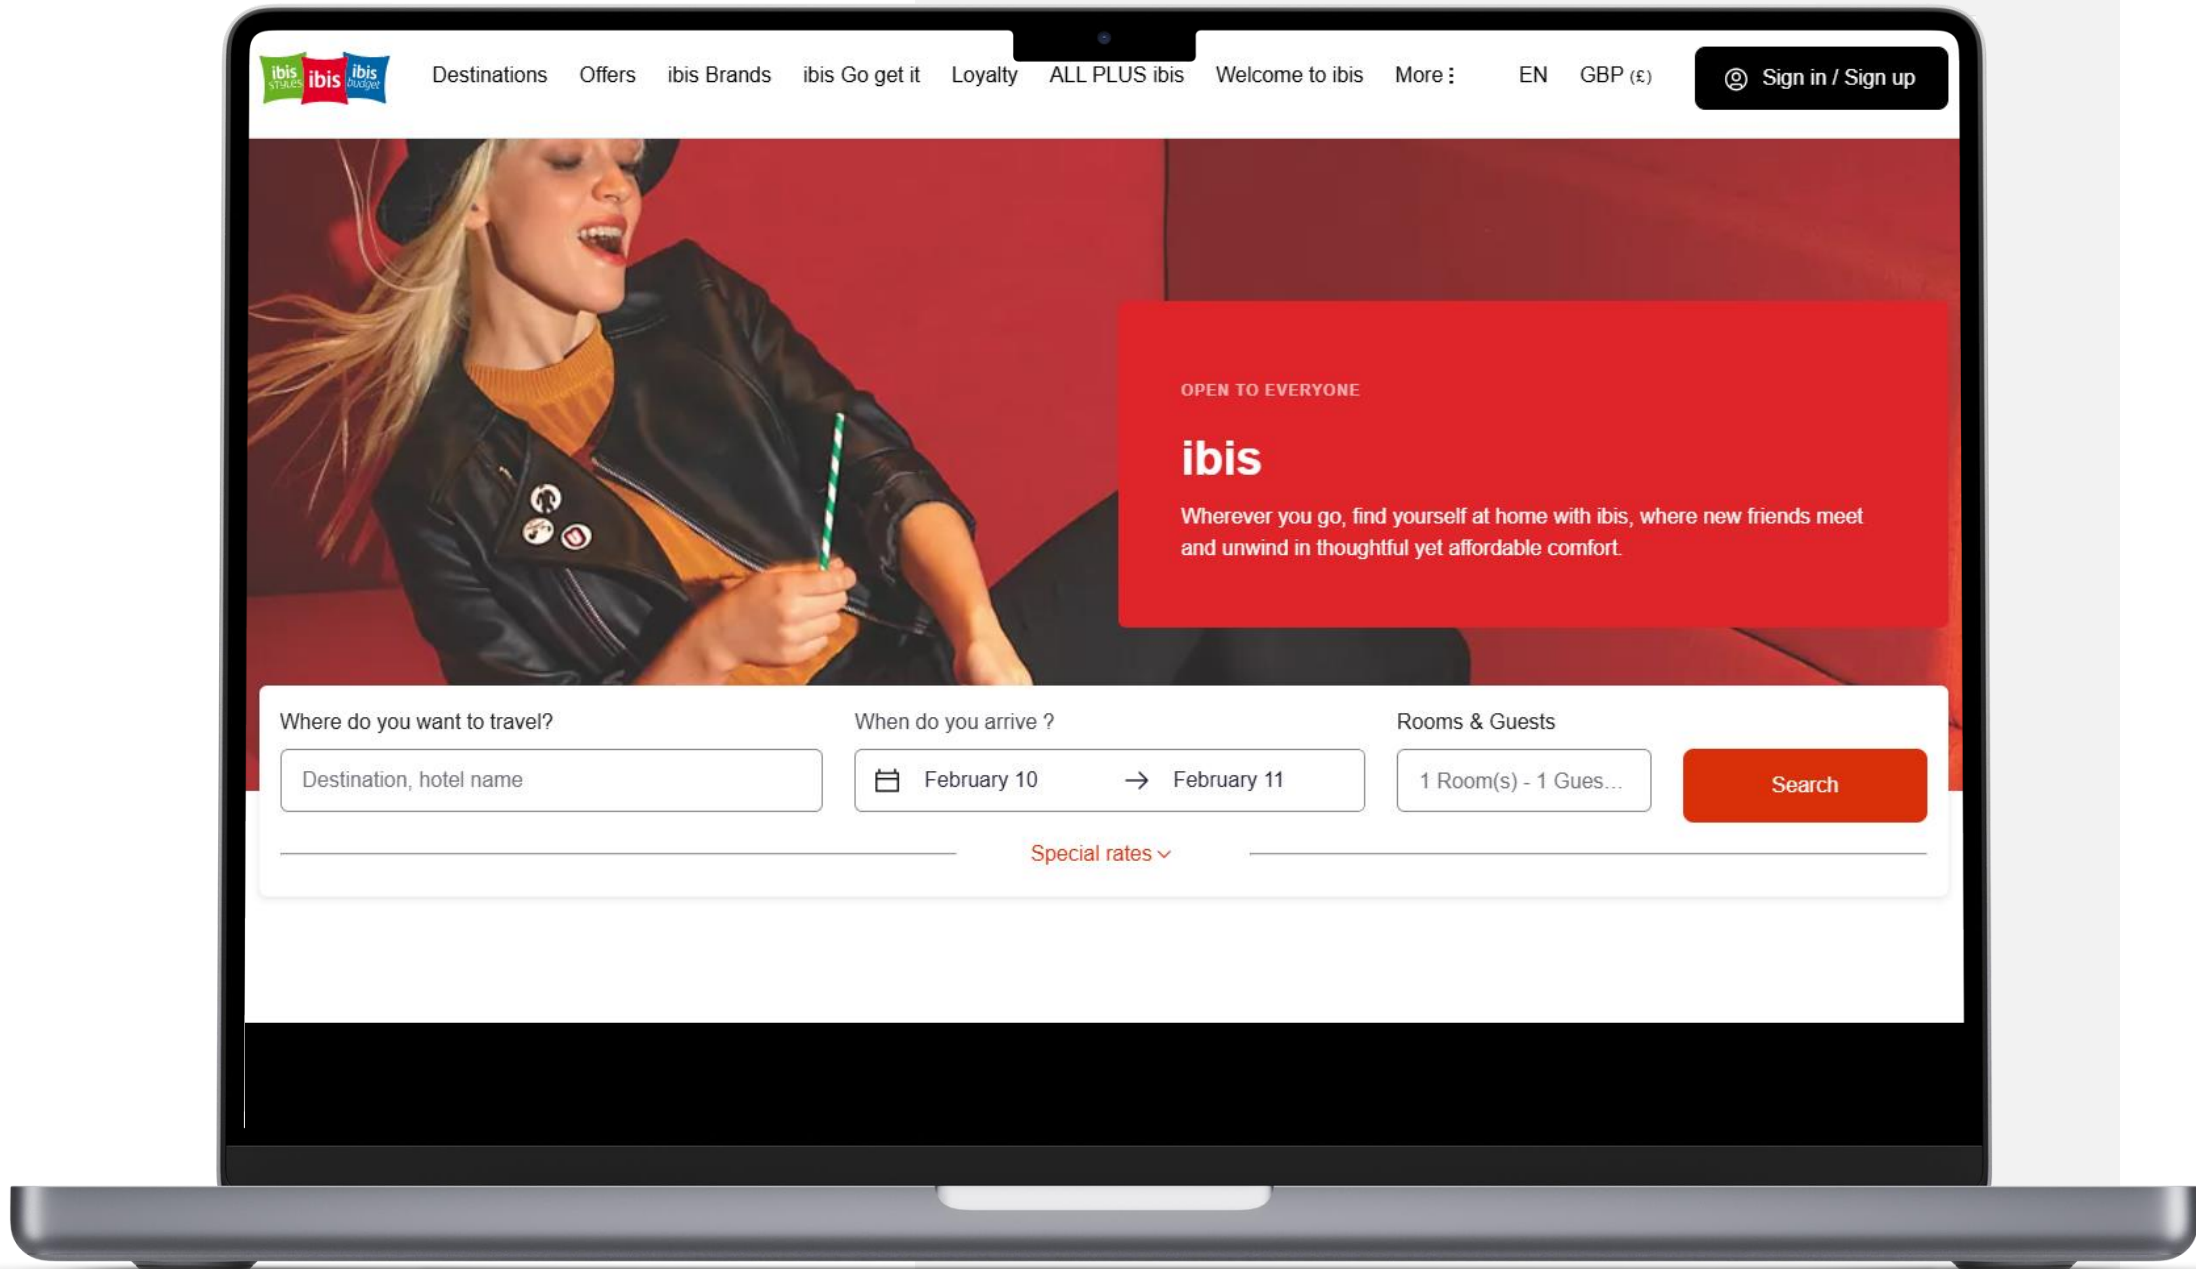 ibis
STYLES
ibis
ibis
budget
Destinations
Offers
ibis Brands
ibis Go get it
Loyalty
ALL PLUS ibis
Welcome to ibis
More
EN
GBP (£)
Sign in / Sign up
OPEN TO EVERYONE
ibis
Wherever you go, find yourself at home with ibis, where new friends meet
and unwind in thoughtful yet affordable comfort.
Where do you want to travel?
When do you arrive ?
Rooms & Guests
Destination, hotel name
February 10
→
February 11
1 Room(s) - 1 Gues...
Search
Special rates